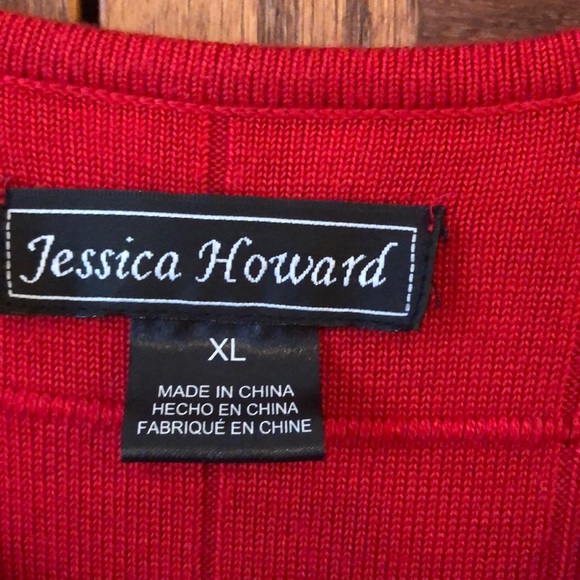 Jessica Howard
XL
MADE IN CHINA
HECHO EN CHINA
FABRIQUÉ EN CHINE